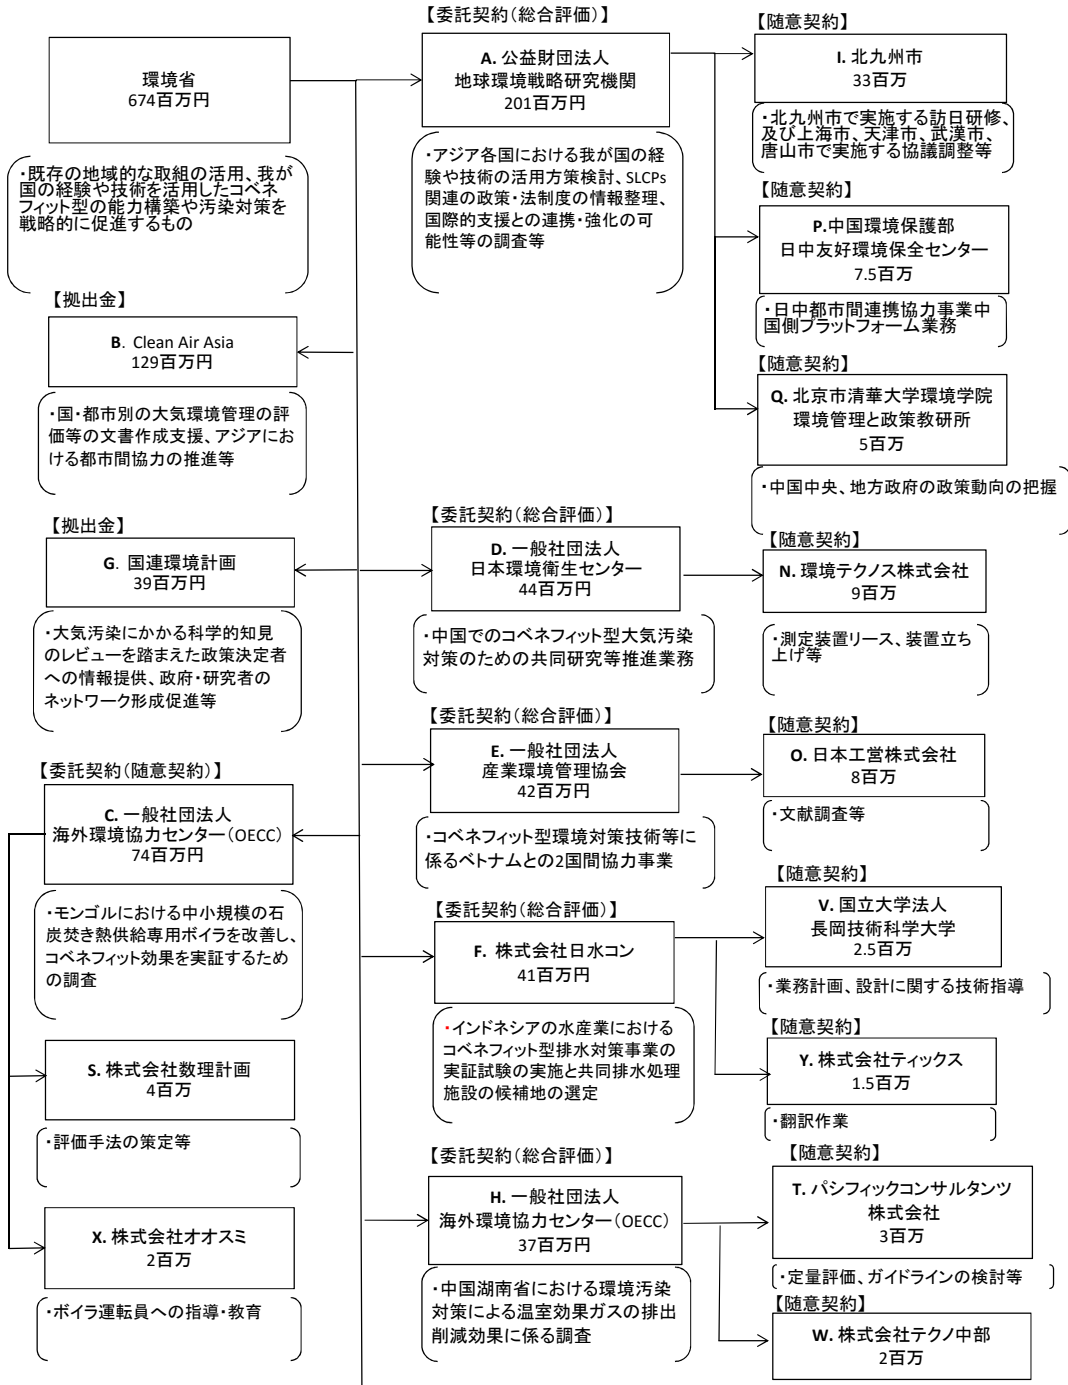 環境省
674百万円
・既存の地域的な取組の活用、我が
国の経験や技術を活用したコベネ
フィット型の能力構築や汚染対策を
戦略的に促進するもの
【委託契約(総合評価)】
A. 公益財団法人
地球環境戦略研究機関
201百万円
・アジア各国における我が国の経
験や技術の活用方策検討、SLCPs
関連の政策・法制度の情報整理、
国際的支援との連携・強化の可
能性等の調査等
【随意契約】
I. 北九州市
33百万
・北九州市で実施する訪日研修、
及び上海市、天津市、武漢市、
唐山市で実施する協議調整等
【随意契約】
P.中国環境保護部
日中友好環境保全センター
7.5百万
・日中都市間連携協力事業中
国側プラットフォーム業務
【随意契約】
Q. 北京市清華大学環境学院
環境管理と政策教研所
5百万
・中国中央、地方政府の政策動向の把握
【拠出金】
B. Clean Air Asia
129百万円
・国・都市別の大気環境管理の評
価等の文書作成支援、アジアにお
ける都市間協力の推進等
【拠出金】
G. 国連環境計画
39百万円
・大気汚染にかかる科学的知見
のレビューを踏まえた政策決定者
への情報提供、政府・研究者の
ネットワーク形成促進等
【委託契約(総合評価)】
D. 一般社団法人
日本環境衛生センター
44百万円
・中国でのコベネフィット型大気汚染
対策のための共同研究等推進業務
【随意契約】
N. 環境テクノス株式会社
9百万
・測定装置リース、装置立ち
上げ等
【委託契約(総合評価)】
E. 一般社団法人
産業環境管理協会
42百万円
・コベネフィット型環境対策技術等に
係るベトナムとの2国間協力事業
【随意契約】
O. 日本工営株式会社
8百万
・文献調査等
【委託契約(随意契約)】
C. 一般社団法人
海外環境協力センター(OECC)
74百万円
・モンゴルにおける中小規模の石
炭焚き熱供給専用ボイラを改善し、
コベネフィット効果を実証するため
の調査
S. 株式会社数理計画
4百万
・評価手法の策定等
X. 株式会社オオスミ
2百万
・ボイラ運転員への指導・教育
【委託契約(総合評価)】
F. 株式会社日水コン
41百万円
・インドネシアの水産業における
コベネフィット型排水対策事業の
実証試験の実施と共同排水処理
施設の候補地の選定
【随意契約】
V. 国立大学法人
長岡技術科学大学
2.5百万
・業務計画、設計に関する技術指導
【随意契約】
Y. 株式会社ティックス
1.5百万
・翻訳作業
【委託契約(総合評価)】
H. 一般社団法人
海外環境協力センター(OECC)
37百万円
・中国湖南省における環境汚染
対策による温室効果ガスの排出
削減効果に係る調査
【随意契約】
T. パシフィックコンサルタンツ
株式会社
3百万
・定量評価、ガイドラインの検討等
【随意契約】
W. 株式会社テクノ中部
2百万